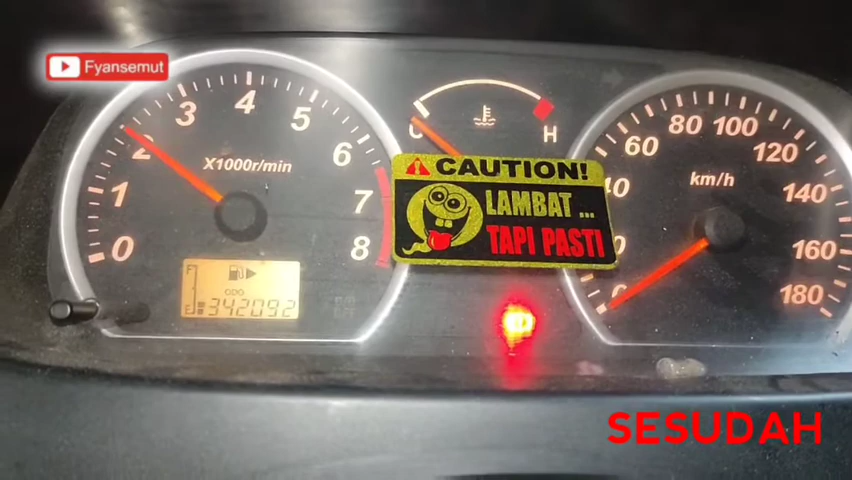 Fyansemut
0
1
2
3
4
5
6
7
8
X1000r/min
F
E
ODO
342092
C
H
CAUTION!
LAMBAT ...
TAPI PASTI
40
60
80
100
120
140
160
180
km/h
SESUDAH